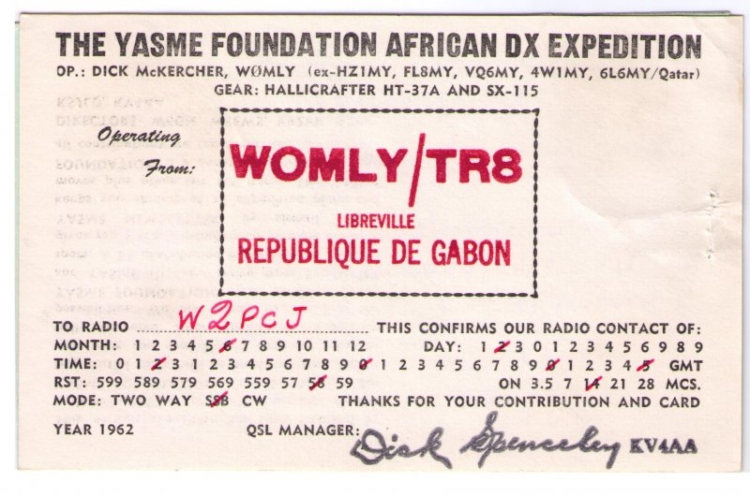 THE YASME FOUNDATION AFRICAN DX EXPEDITION
OP.: DICK McKERCHER, WØMLY (ex-HZ1MY, FL8MY, VQ6MY, 4W1MY, 6L6MY/Qatar)
GEAR: HALLICRAFTER HT-37A AND SX-115
Operating
From:
WOMLY/TR8
LIBREVILLE
REPUBLIQUE DE GABON
TO RADIO W2PCJ THIS CONFIRMS OUR RADIO CONTACT OF:
MONTH: 1 2 3 4 5 6 7 8 9 10 11 12 DAY: 1 2 3 0 1 2 3 4 5 6 7 8 9
TIME: 0 1 2 3 1 2 3 4 5 6 7 8 9 0 1 2 3 4 5 6 7 8 9 0 1 2 3 4 5 GMT
RST: 599 589 579 569 559 57 58 59 ON 3.5 7 14 21 28 MCS.
MODE: TWO WAY SSB CW THANKS FOR YOUR CONTRIBUTION AND CARD
YEAR 1962 QSL MANAGER: Dick Spenceley KV4AA